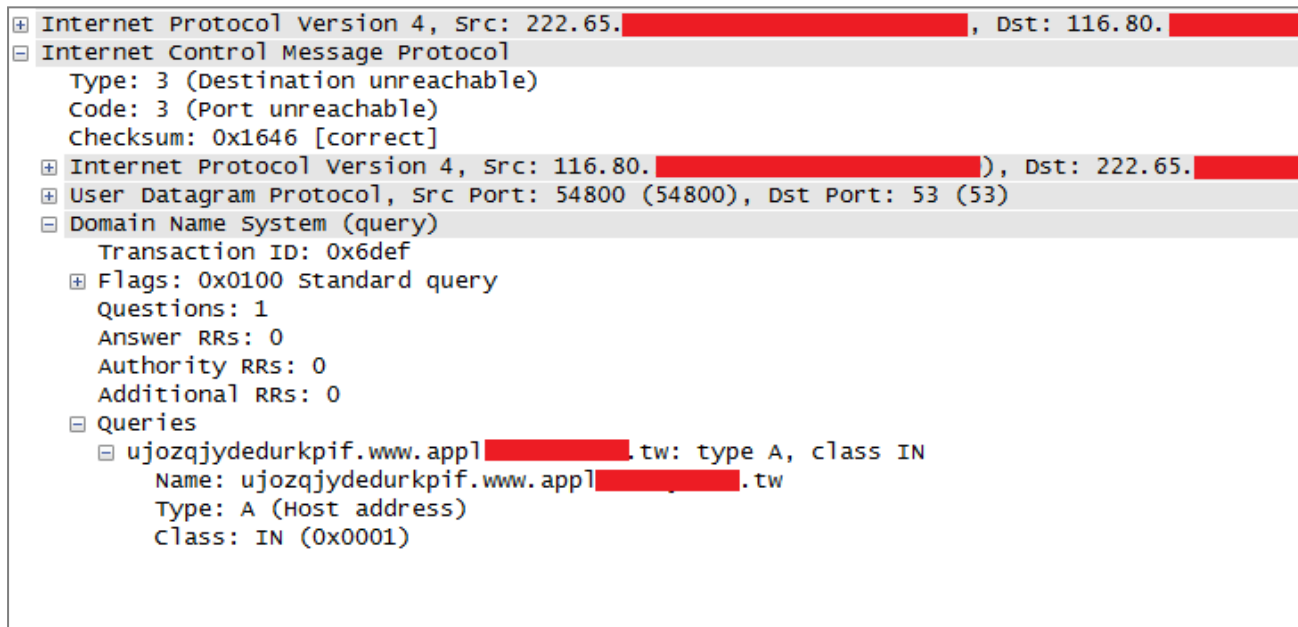 Internet Protocol Version 4, Src: 222.65. , Dst: 116.80.
Internet Control Message Protocol
Type: 3 (Destination unreachable)
Code: 3 (Port unreachable)
Checksum: 0x1646 [correct]
Internet Protocol Version 4, Src: 116.80. ), Dst: 222.65.
User Datagram Protocol, Src Port: 54800 (54800), Dst Port: 53 (53)
Domain Name System (query)
Transaction ID: 0x6def
Flags: 0x0100 Standard query
Questions: 1
Answer RRs: 0
Authority RRs: 0
Additional RRs: 0
Queries
ujozqjydedurkpif.www.appl .tw: type A, class IN
Name: ujozqjydedurkpif.www.appl .tw
Type: A (Host address)
Class: IN (0x0001)